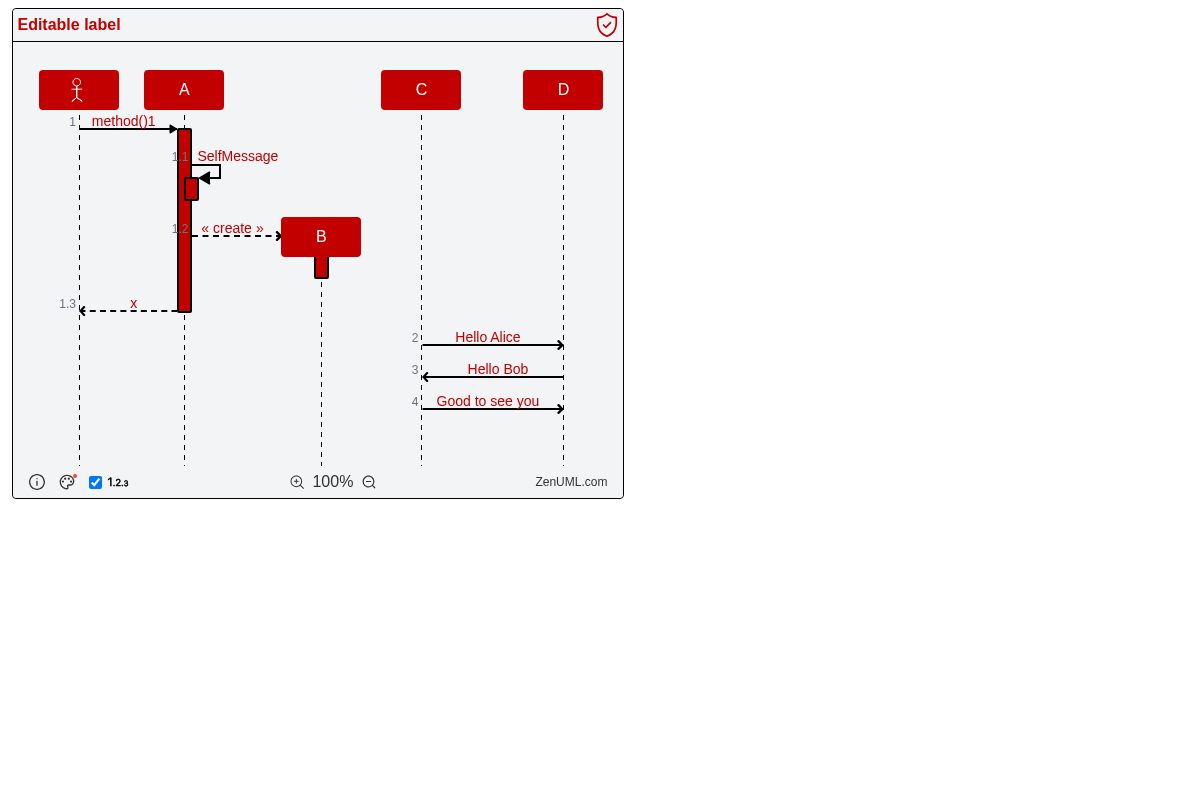 Editable label
A
C
D
1
method()1
1.1
SelfMessage
1.2
« create »
B
1.3
x
2
Hello Alice
3
Hello Bob
4
Good to see you
1.2.3
100%
ZenUML.com